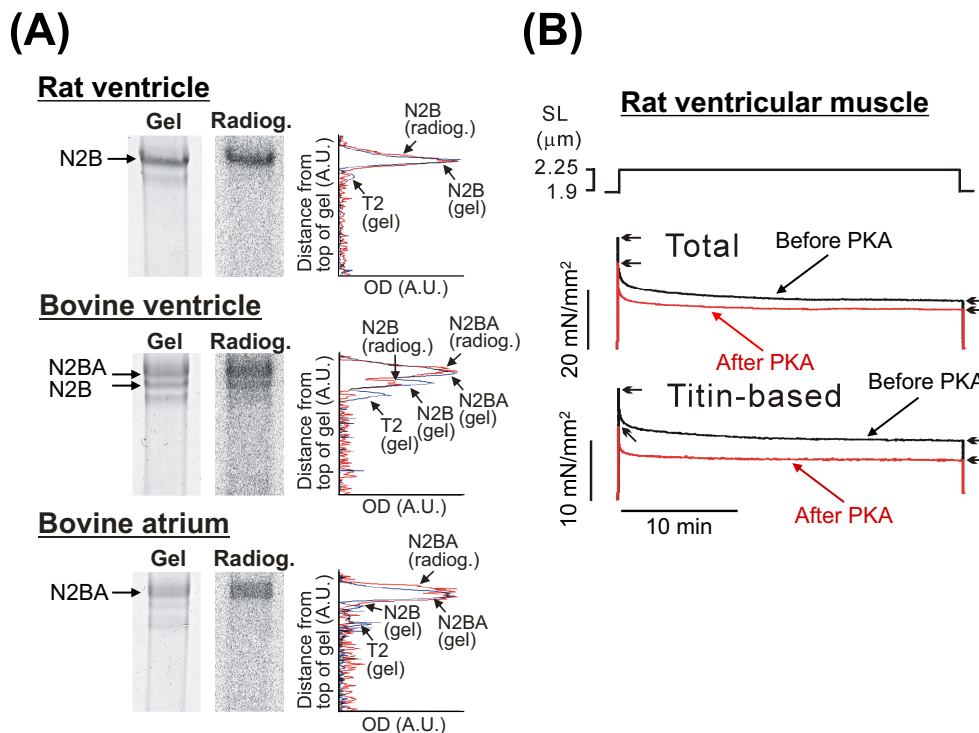 (A)
Rat ventricle
Gel
Radiog.
N2B
Distance from
top of gel (A.U.)
N2B
(radiog.)
N2B
(gel)
T2
(gel)
OD (A.U.)
Bovine ventricle
Gel
Radiog.
N2BA
N2B
Distance from
top of gel (A.U.)
N2B
(radiog.)
N2BA
(radiog.)
T2
(gel)
N2B
(gel)
N2BA
(gel)
OD (A.U.)
Bovine atrium
Gel
Radiog.
N2BA
Distance from
top of gel (A.U.)
N2BA
(radiog.)
N2B
(gel)
N2BA
(gel)
T2
(gel)
OD (A.U.)
(B)
Rat ventricular muscle
SL
(μm)
2.25
1.9
Total
Before PKA
After PKA
20 mN/mm²
Titin-based
Before PKA
After PKA
10 mN/mm²
10 min